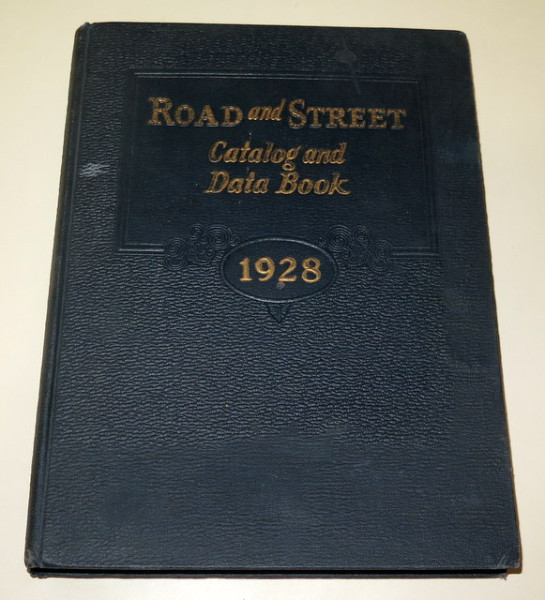 ROAD and STREET
Catalog and
Data Book
1928